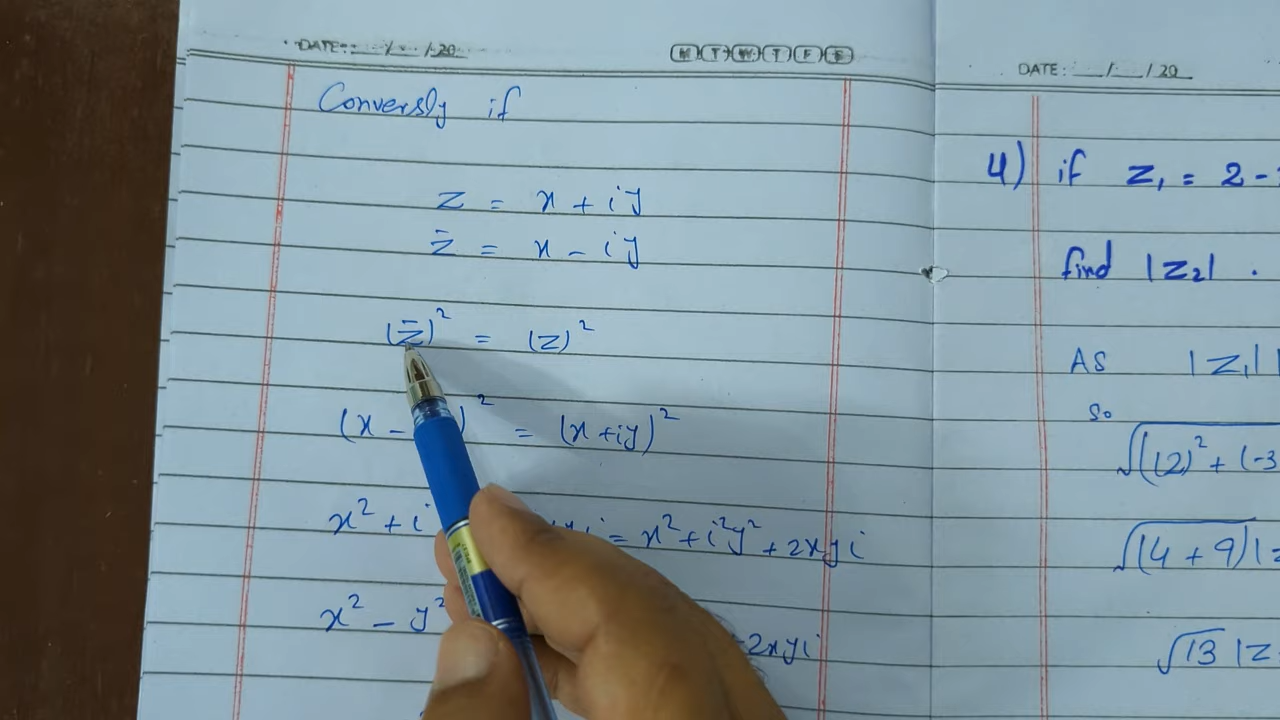 DATE: / /20
M T W T F S
Conversly if
z = x + iy
z̄ = x - iy
(z̄)² = (z)²
(x - )² = (x+iy)²
x² + i = x² + i²y² + 2xyi
x² - y² 2xyi
DATE: / /20
4) if z₁ = 2 -
find |z₂| .
As |z₁|
So
√(12)² + (-3
√(4 + 9) |z
√13 |z